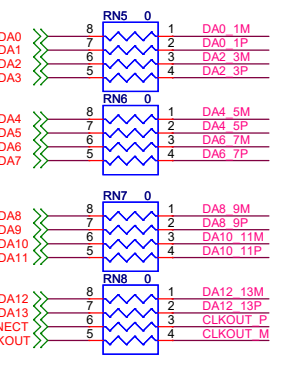 RN5 0
DA0 8 1 DA0_1M
DA1 7 2 DA0_1P
DA2 6 3 DA2_3M
DA3 5 4 DA2_3P
RN6 0
DA4 8 1 DA4_5M
DA5 7 2 DA4_5P
DA6 6 3 DA6_7M
DA7 5 4 DA6_7P
RN7 0
DA8 8 1 DA8_9M
DA9 7 2 DA8_9P
DA10 6 3 DA10_11M
DA11 5 4 DA10_11P
RN8 0
DA12 8 1 DA12_13M
DA13 7 2 DA12_13P
NECT 6 3 CLKOUT_P
KOUT 5 4 CLKOUT_M